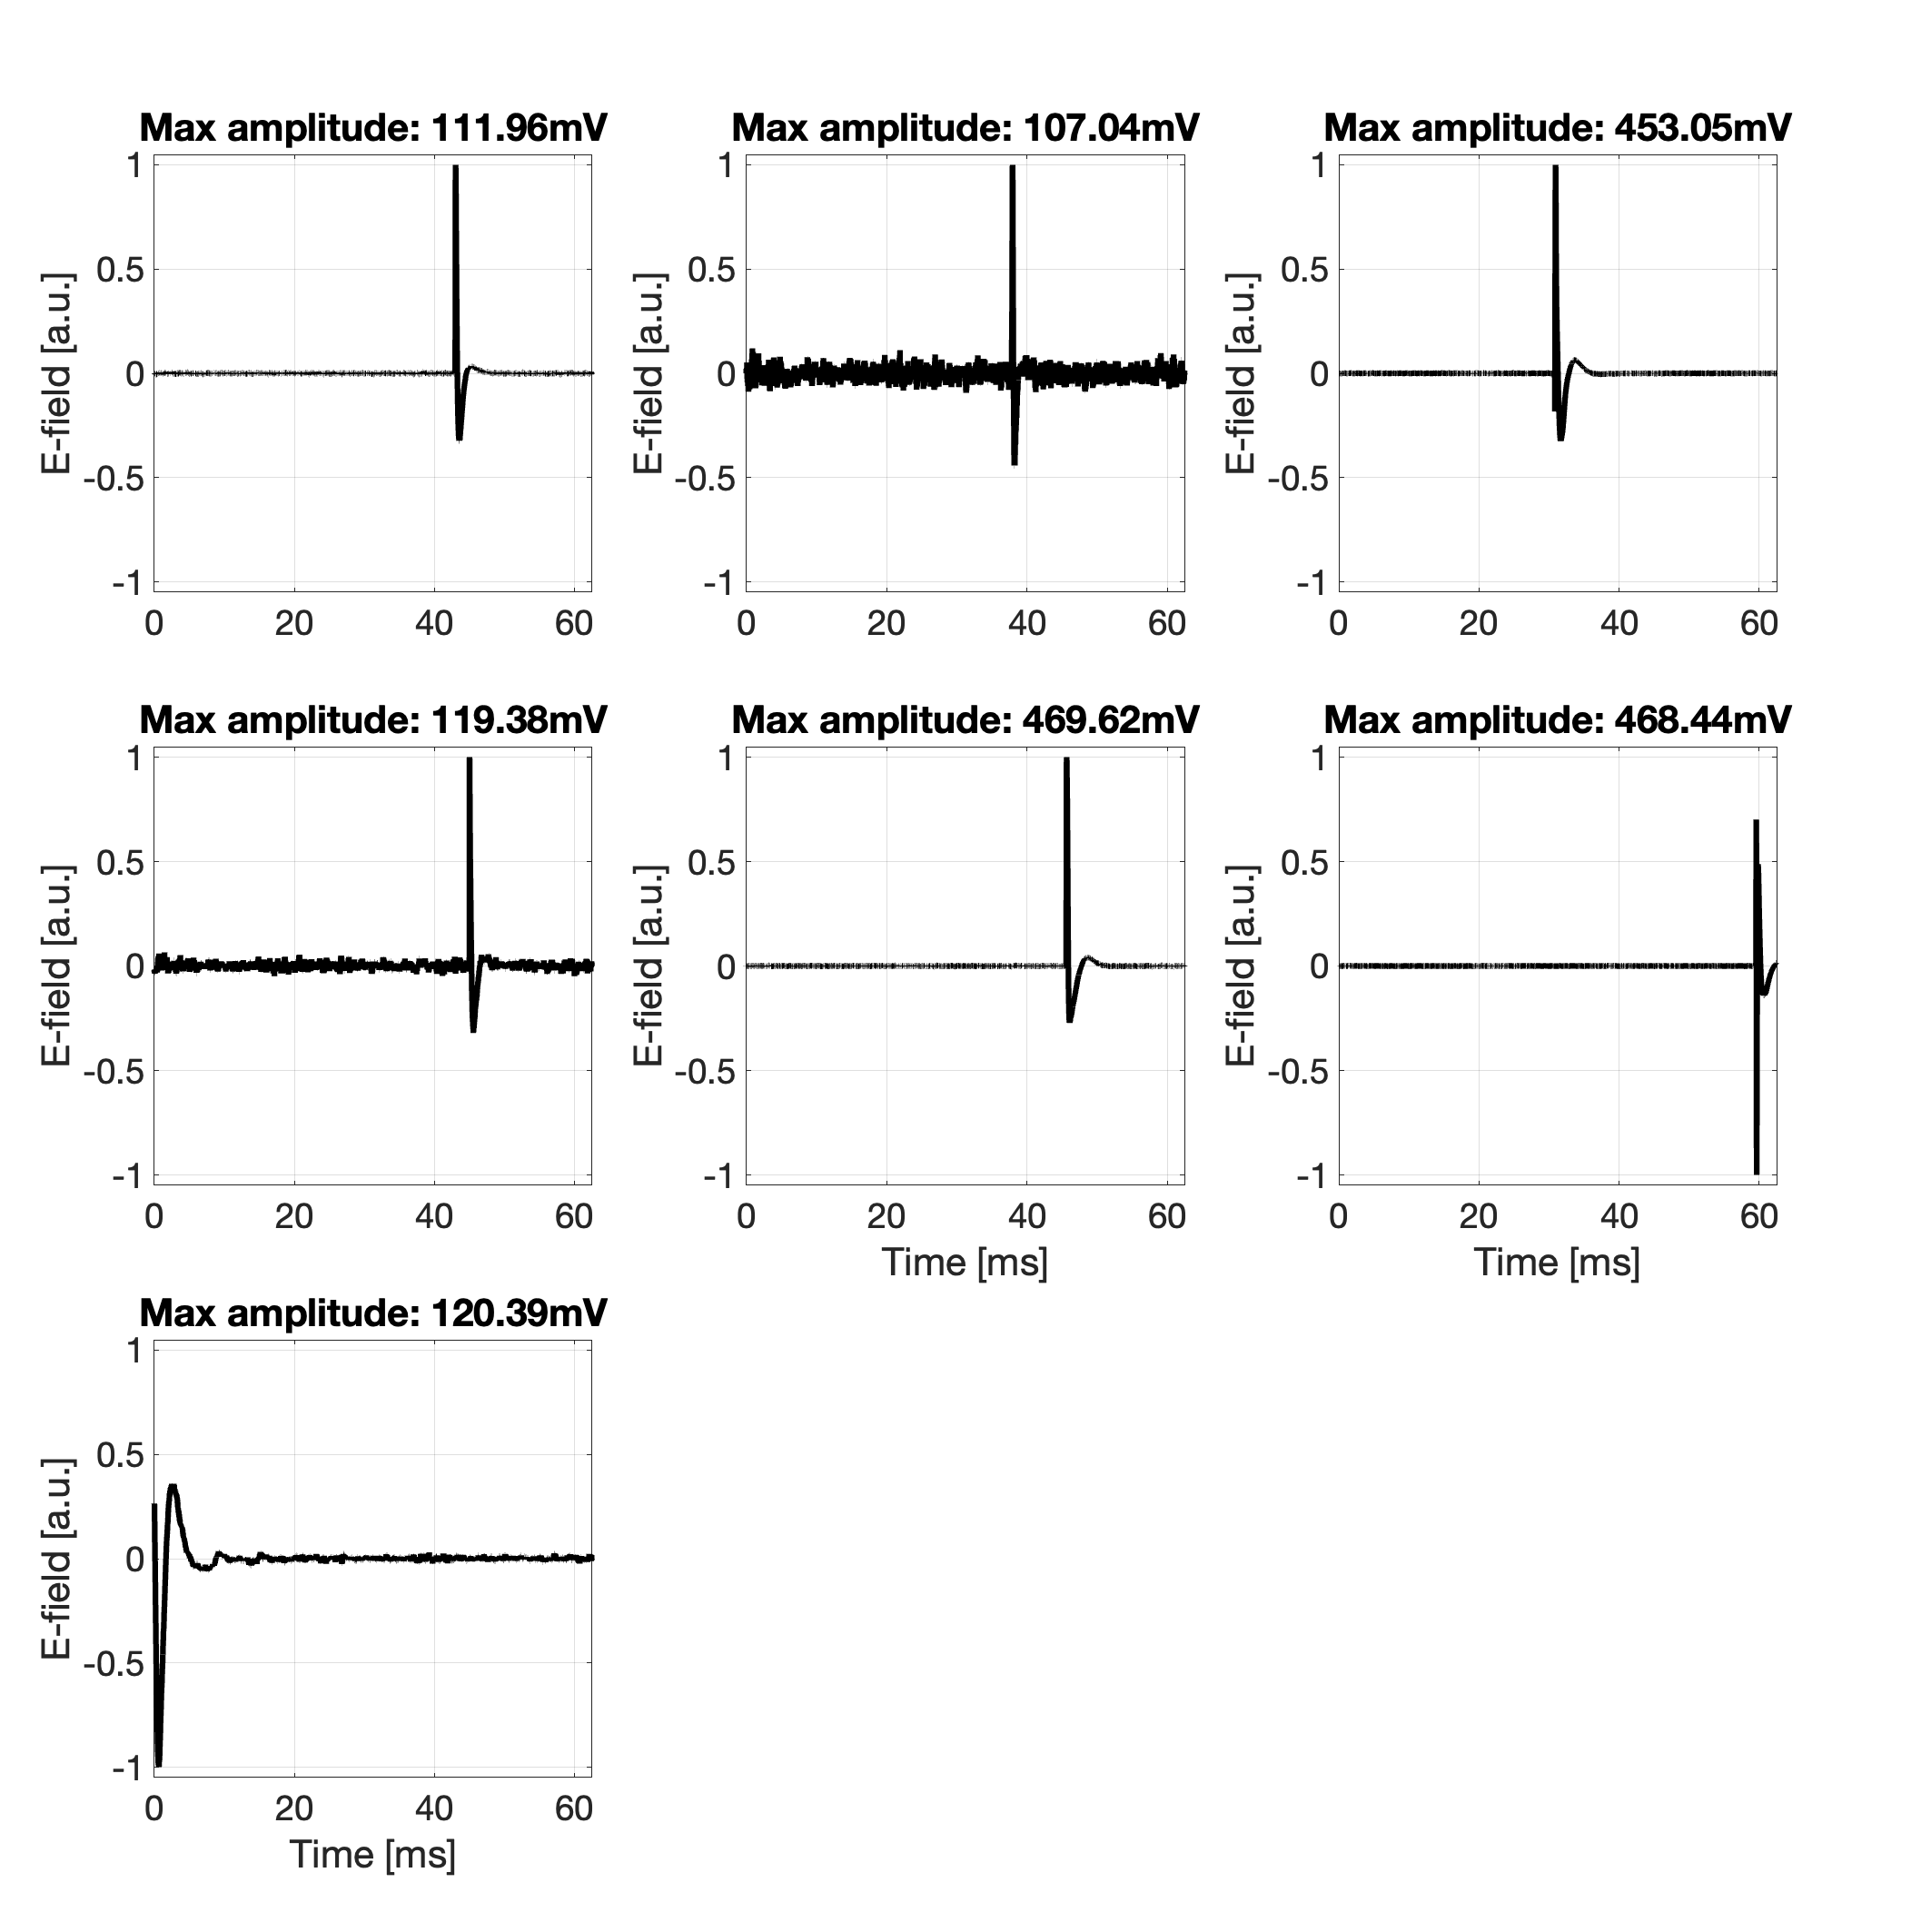 Max amplitude: 111.96mV
Max amplitude: 107.04mV
Max amplitude: 453.05mV
1
0.5
0
-0.5
-1
E-field [a.u.]
0 20 40 60
1
0.5
0
-0.5
-1
E-field [a.u.]
0 20 40 60
1
0.5
0
-0.5
-1
E-field [a.u.]
0 20 40 60
Max amplitude: 119.38mV
Max amplitude: 469.62mV
Max amplitude: 468.44mV
1
0.5
0
-0.5
-1
E-field [a.u.]
0 20 40 60
1
0.5
0
-0.5
-1
E-field [a.u.]
0 20 40 60
Time [ms]
1
0.5
0
-0.5
-1
E-field [a.u.]
0 20 40 60
Time [ms]
Max amplitude: 120.39mV
1
0.5
0
-0.5
-1
E-field [a.u.]
0 20 40 60
Time [ms]